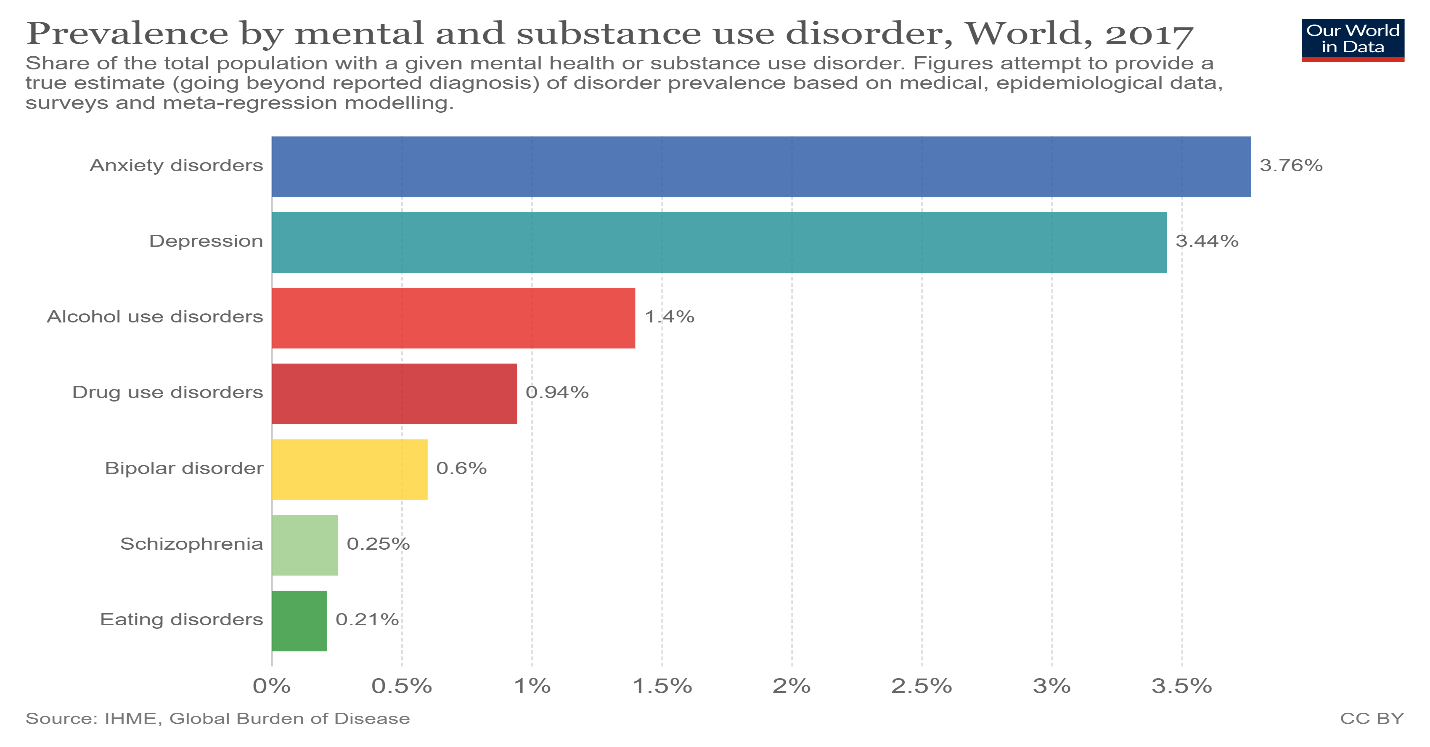 Prevalence by mental and substance use disorder, World, 2017
Our World
in Data
Share of the total population with a given mental health or substance use disorder. Figures attempt to provide a
true estimate (going beyond reported diagnosis) of disorder prevalence based on medical, epidemiological data,
surveys and meta-regression modelling.
Anxiety disorders 3.76%
Depression 3.44%
Alcohol use disorders 1.4%
Drug use disorders 0.94%
Bipolar disorder 0.6%
Schizophrenia 0.25%
Eating disorders 0.21%
0% 0.5% 1% 1.5% 2% 2.5% 3% 3.5%
Source: IHME, Global Burden of Disease CC BY